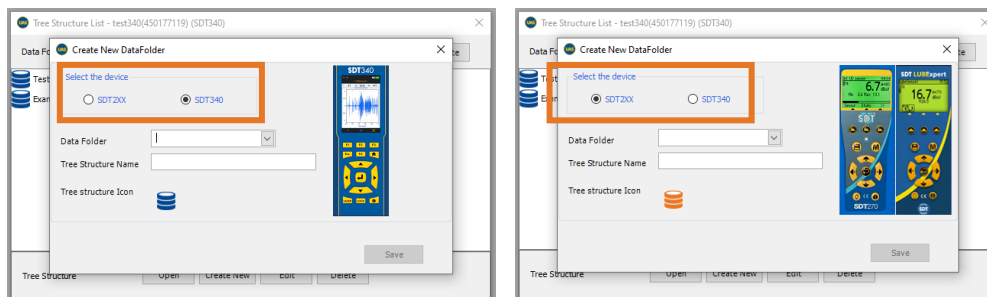 Tree Structure List - test340(450177119) (SDT340)
Data Fo
Create New DataFolder
Test
Exam
Select the device
SDT2XX
SDT340
SDT340
Data Folder
Tree Structure Name
Tree structure Icon
Save
Tree Structure
Open
Create New
Edit
Delete
Tree Structure List - test340(450177119) (SDT340)
Data Fo
Create New DataFolder
Test
Exam
Select the device
SDT2XX
SDT340
SDT LUBExpert
6.7
16.7
SDT
Data Folder
Tree Structure Name
Tree structure Icon
SDT270
SDT
Save
Tree Structure
Open
Create New
Edit
Delete